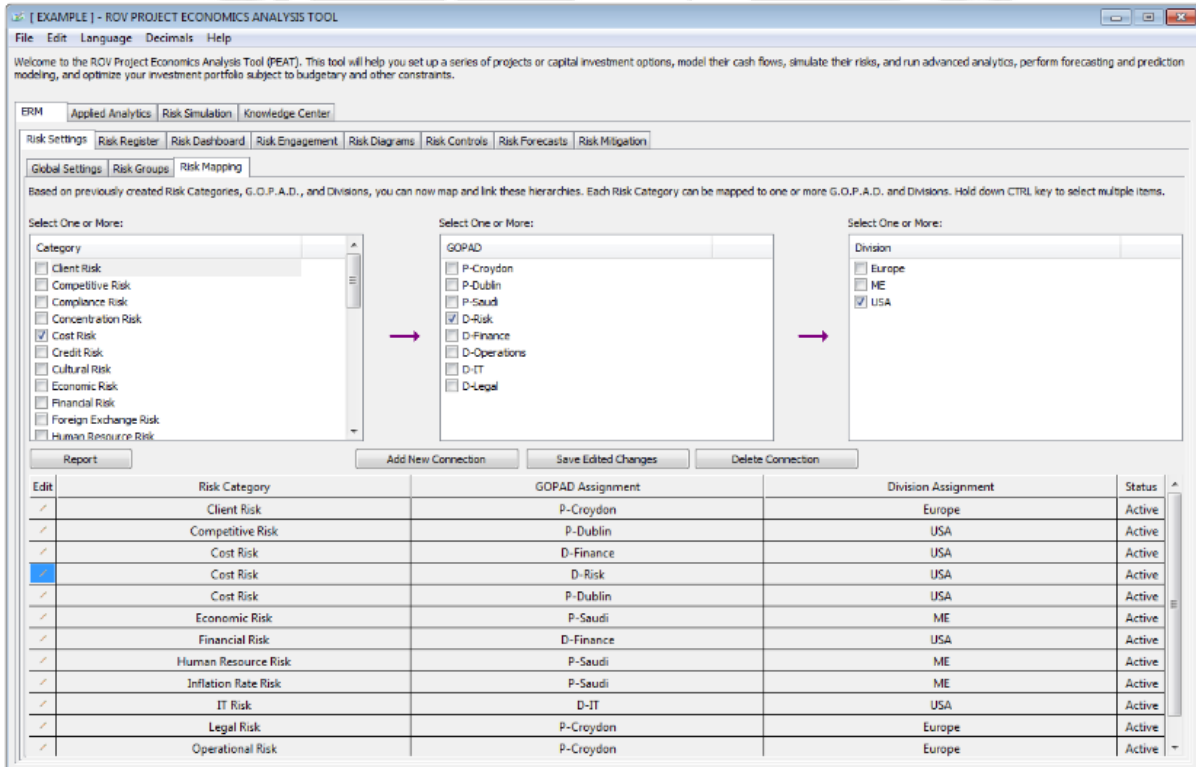 [ EXAMPLE ] - ROV PROJECT ECONOMICS ANALYSIS TOOL
File Edit Language Decimals Help
Welcome to the ROV Project Economics Analysis Tool (PEAT). This tool will help you set up a series of projects or capital investment options, model their cash flows, simulate their risks, and run advanced analytics, perform forecasting and prediction
modeling, and optimize your investment portfolio subject to budgetary and other constraints.
ERM Applied Analytics Risk Simulation Knowledge Center
Risk Settings Risk Register Risk Dashboard Risk Engagement Risk Diagrams Risk Controls Risk Forecasts Risk Mitigation
Global Settings Risk Groups Risk Mapping
Based on previously created Risk Categories, G.O.P.A.D., and Divisions, you can now map and link these hierarchies. Each Risk Category can be mapped to one or more G.O.P.A.D. and Divisions. Hold down CTRL key to select multiple items.
Select One or More:
Category
Client Risk
Competitive Risk
Compliance Risk
Concentration Risk
Cost Risk
Credit Risk
Cultural Risk
Economic Risk
Financial Risk
Foreign Exchange Risk
Human Resource Risk
Select One or More:
GOPAD
P-Croydon
P-Dublin
P-Saudi
D-Risk
D-Finance
D-Operations
D-IT
D-Legal
Select One or More:
Division
Europe
ME
USA
Report Add New Connection Save Edited Changes Delete Connection
Edit Risk Category GOPAD Assignment Division Assignment Status
Client Risk P-Croydon Europe Active
Competitive Risk P-Dublin USA Active
Cost Risk D-Finance USA Active
Cost Risk D-Risk USA Active
Cost Risk P-Dublin USA Active
Economic Risk P-Saudi ME Active
Financial Risk D-Finance USA Active
Human Resource Risk P-Saudi ME Active
Inflation Rate Risk P-Saudi ME Active
IT Risk D-IT USA Active
Legal Risk P-Croydon Europe Active
Operational Risk P-Croydon Europe Active